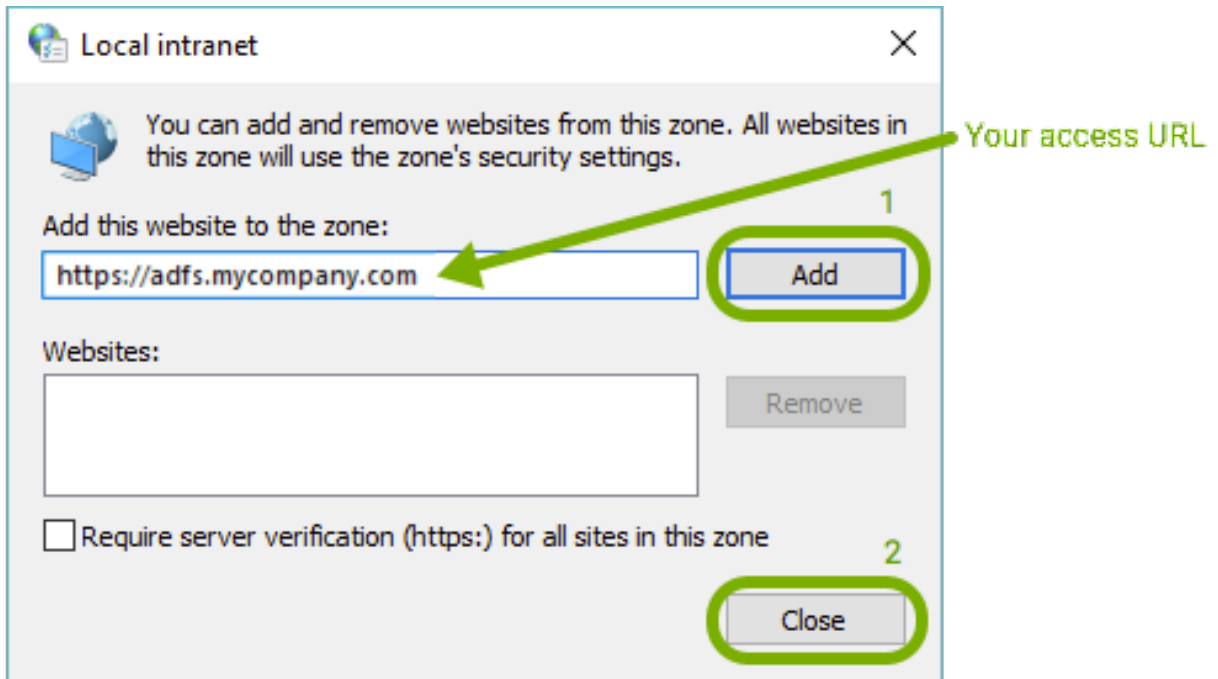 Local intranet
You can add and remove websites from this zone. All websites in
this zone will use the zone's security settings.
Your access URL
1
Add this website to the zone:
https://adfs.mycompany.com
Add
Websites:
Remove
Require server verification (https:) for all sites in this zone
2
Close